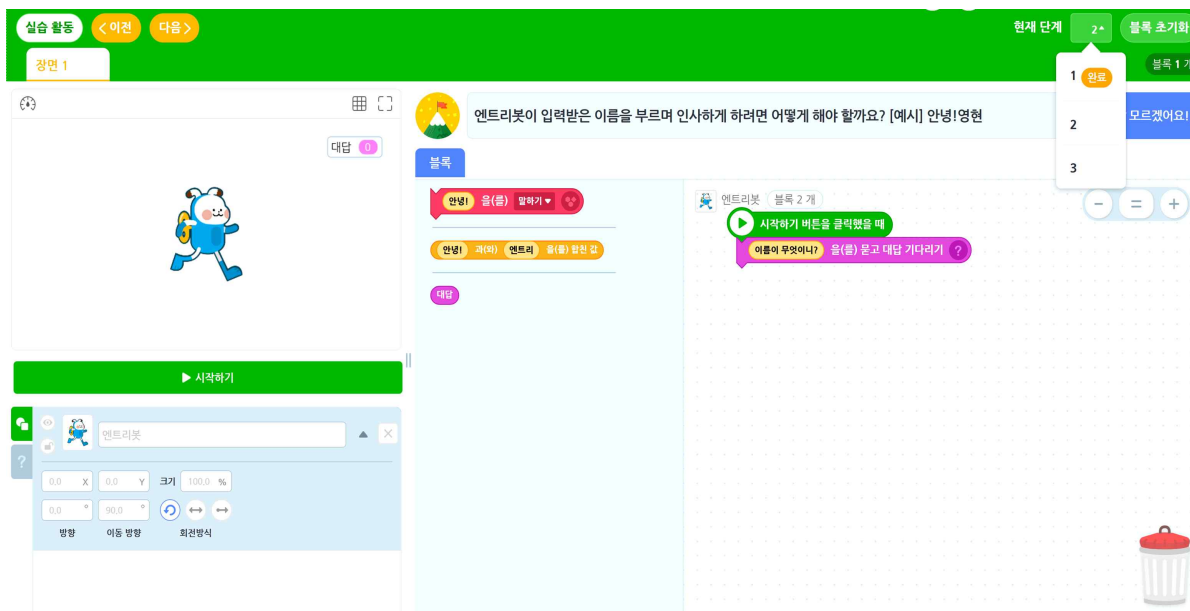 실습 활동 < 이전 다음 > 현재 단계 2 블록 초기화
장면 1 블록 1 개
1 완료
2
3
대답 0
엔트리봇이 입력받은 이름을 부르며 인사하게 하려면 어떻게 해야 할까요? [예시] 안녕!영현
모르겠어요!
블록
안녕! 을(를) 말하기
안녕! 과(와) 엔트리 을(를) 합친 값
대답
엔트리봇 블록 2 개
시작하기 버튼을 클릭했을 때
이름이 무엇이니? 을(를) 묻고 대답 기다리기 ?
- = +
시작하기
엔트리봇
?
0.0 X 0.0 Y 크기 100.0 %
0.0 ° 90.0 °
방향 이동 방향 회전방식